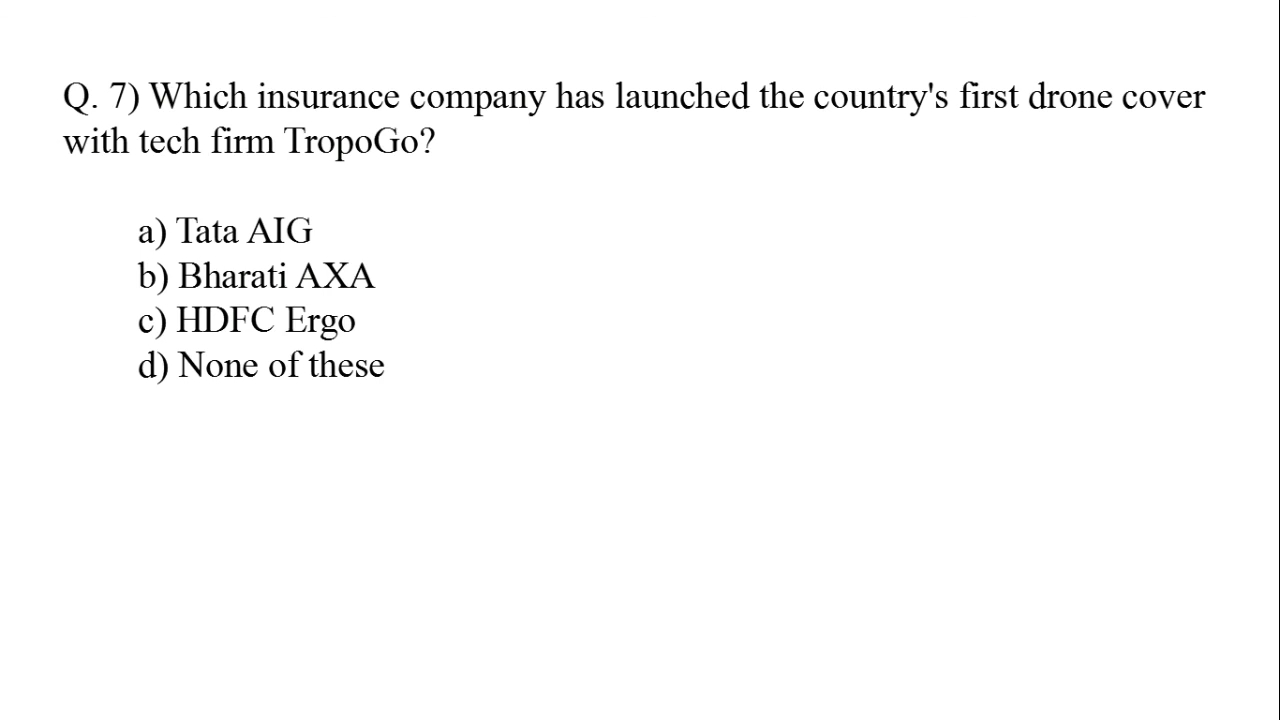 Q. 7) Which insurance company has launched the country's first drone cover
with tech firm TropoGo?
a) Tata AIG
b) Bharati AXA
c) HDFC Ergo
d) None of these